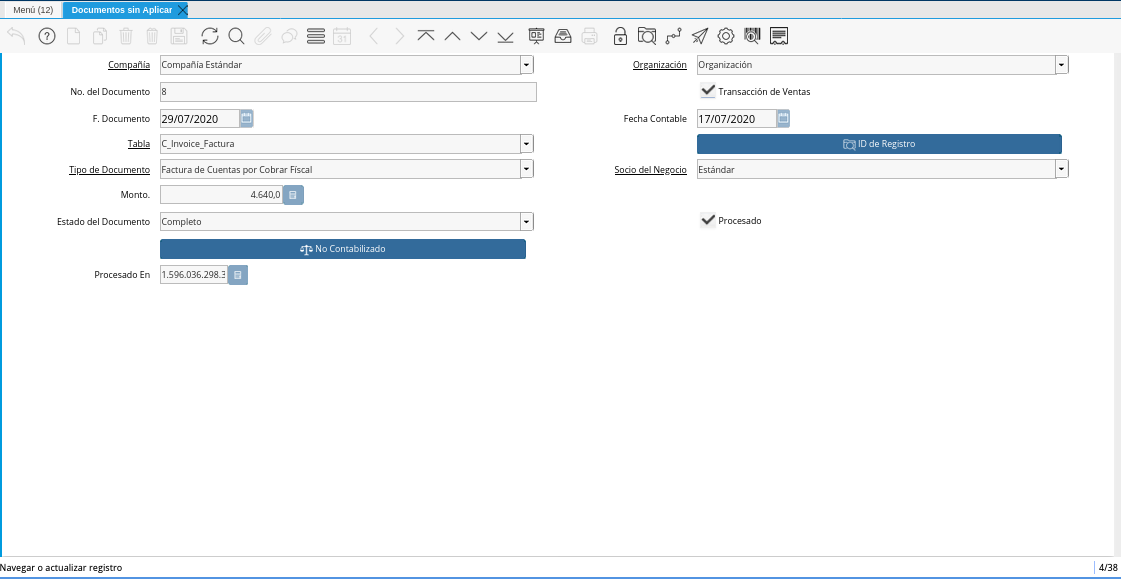 Menú (12) Documentos sin Aplicar
31
Compañía Compañía Estándar Organización Organización
No. del Documento 8 Transacción de Ventas
F. Documento 29/07/2020 Fecha Contable 17/07/2020
Tabla C_Invoice_Factura ID de Registro
Tipo de Documento Factura de Cuentas por Cobrar Físcal Socio del Negocio Estándar
Monto. 4.640,0
Estado del Documento Completo Procesado
No Contabilizado
Procesado En 1.596.036.298.3
Navegar o actualizar registro 4/38